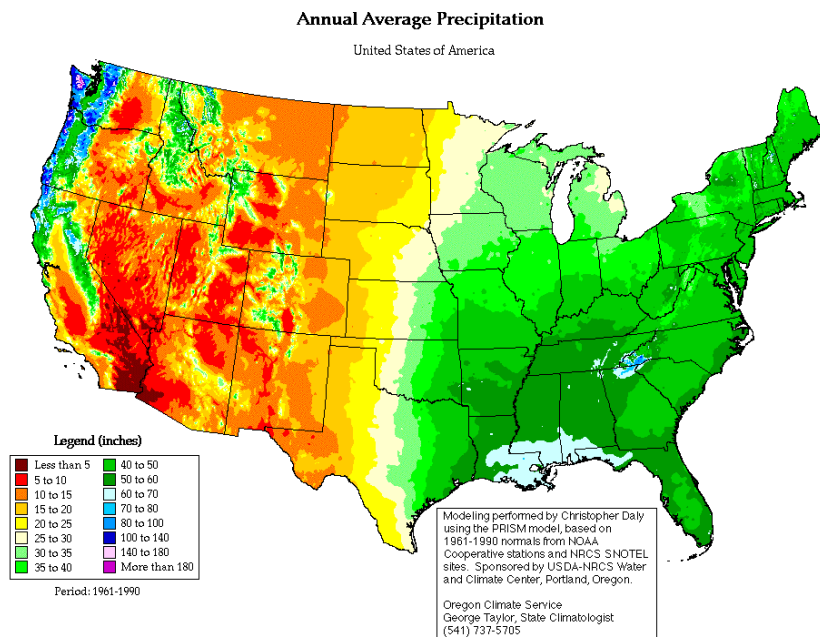 Annual Average Precipitation
United States of America
Legend (inches)
Less than 5
5 to 10
10 to 15
15 to 20
20 to 25
25 to 30
30 to 35
35 to 40
40 to 50
50 to 60
60 to 70
70 to 80
80 to 100
100 to 140
140 to 180
More than 180
Period: 1961-1990
Modeling performed by Christopher Daly
using the PRISM model, based on
1961-1990 normals from NOAA
Cooperative stations and NRCS SNOTEL
sites. Sponsored by USDA-NRCS Water
and Climate Center, Portland, Oregon.
Oregon Climate Service
George Taylor, State Climatologist
(541) 737-5705